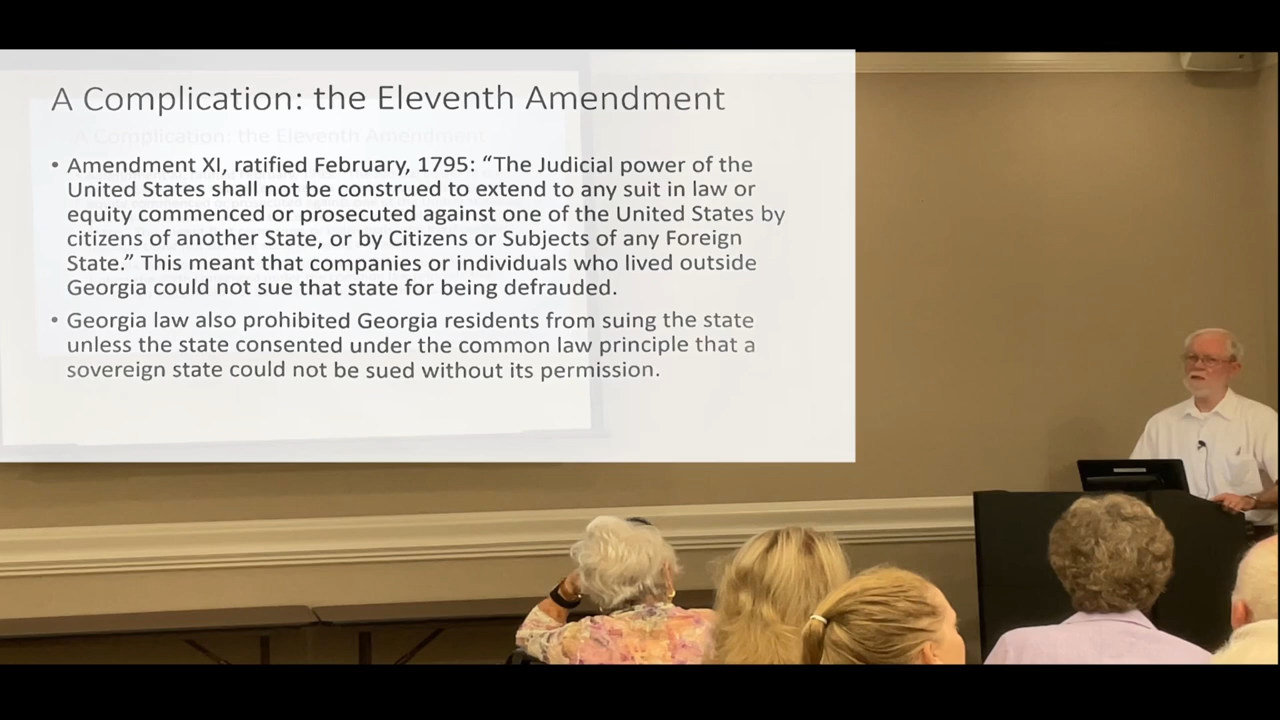 A Complication: the Eleventh Amendment
• Amendment XI, ratified February, 1795: “The Judicial power of the
United States shall not be construed to extend to any suit in law or
equity commenced or prosecuted against one of the United States by
citizens of another State, or by Citizens or Subjects of any Foreign
State.” This meant that companies or individuals who lived outside
Georgia could not sue that state for being defrauded.
• Georgia law also prohibited Georgia residents from suing the state
unless the state consented under the common law principle that a
sovereign state could not be sued without its permission.
A Complication: the Eleventh Amendment